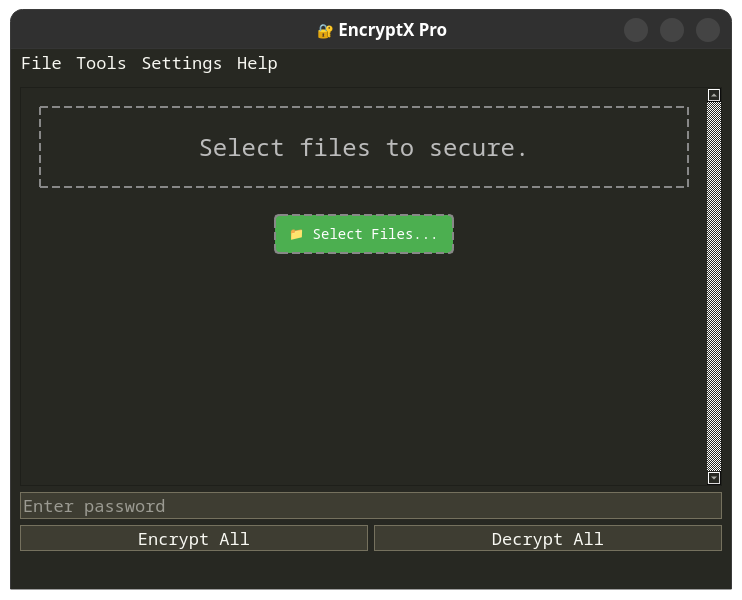 🔐 EncryptX Pro
File Tools Settings Help
Select files to secure.
📁 Select Files...
Enter password
Encrypt All Decrypt All